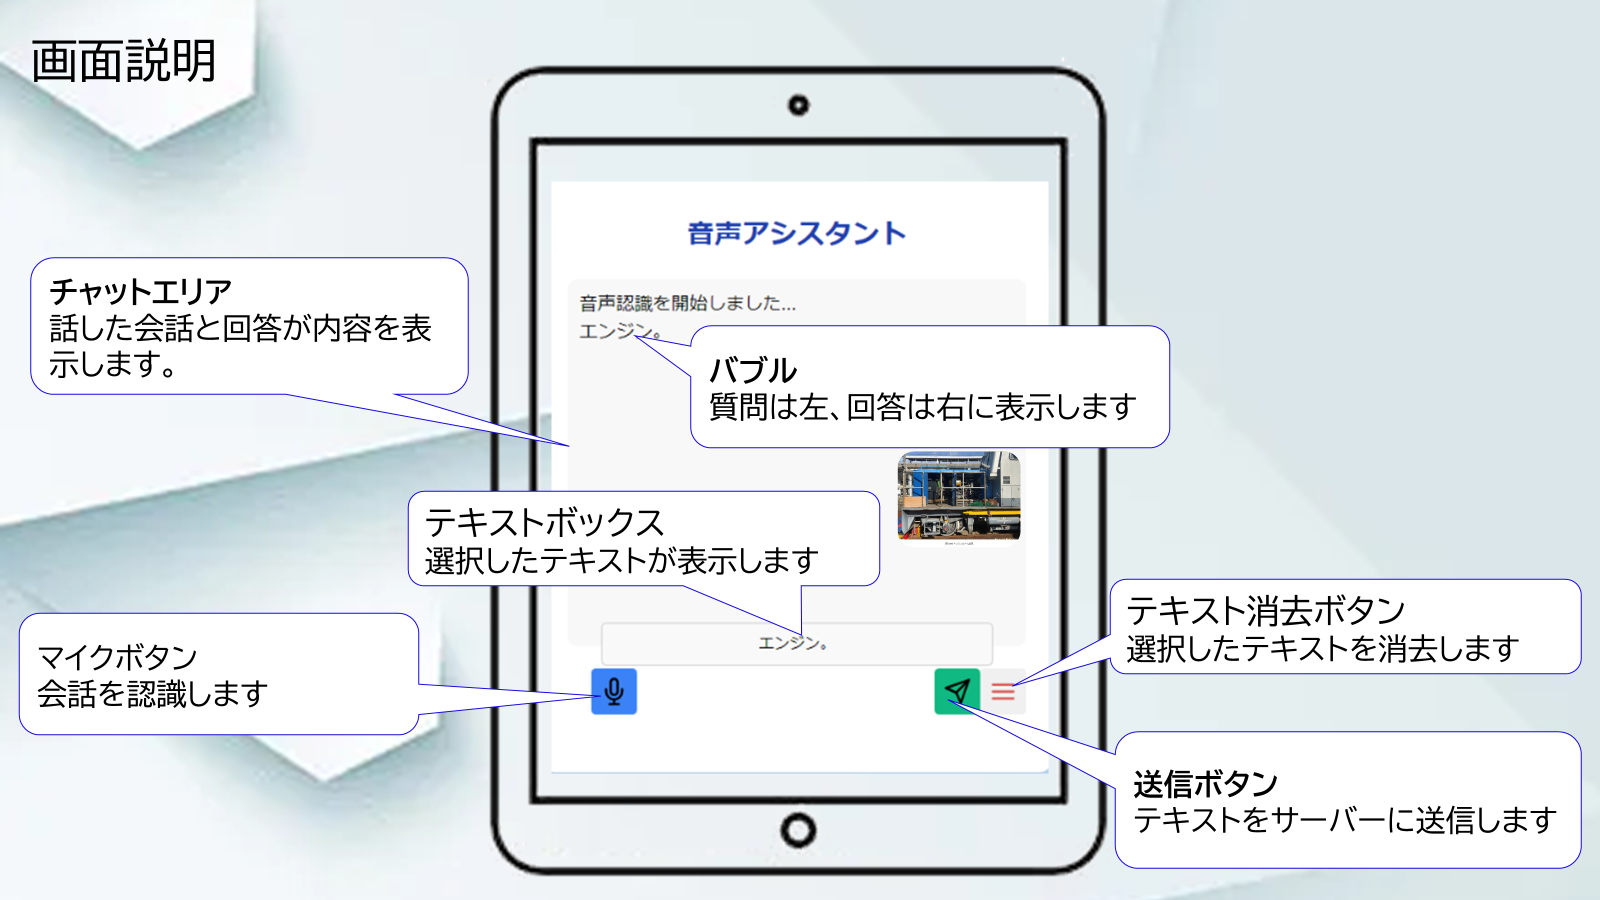 画面説明
音声アシスタント
チャットエリア
話した会話と回答が内容を表
示します。
音声認識を開始しました...
エンジン。
バブル
質問は左、回答は右に表示します
テキストボックス
選択したテキストが表示します
エンジン。
マイクボタン
会話を認識します
テキスト消去ボタン
選択したテキストを消去します
送信ボタン
テキストをサーバーに送信します